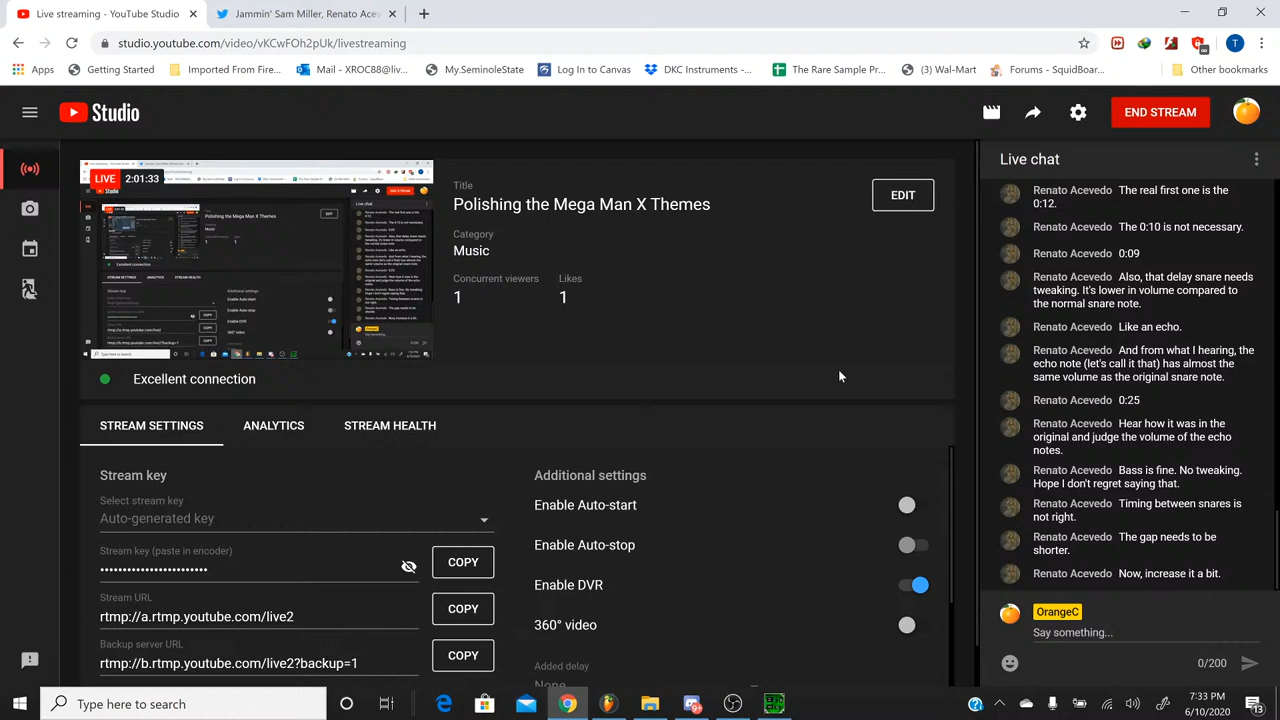 Live streaming - YouTube Studio
Jammin' Sam Miller, Renato Acev
studio.youtube.com/video/vKCwFOh2pUk/livestreaming
T
Apps
Getting Started
Imported From Fire...
Mail - XROC88@liv...
My.SeminoleState
Log In to Canvas
DKC Instruments -...
The Rare Sample Pr...
(3) Wal-Mart
Forums - SquidBoar...
Other bookmarks
Studio
END STREAM
LIVE 2:01:33
Title
Polishing the Mega Man X Themes
Category
Music
Concurrent viewers
1
Likes
1
EDIT
Excellent connection
STREAM SETTINGS
ANALYTICS
STREAM HEALTH
Stream key
Select stream key
Auto-generated key
Stream key (paste in encoder)
••••••••••••••••••••••••
COPY
Stream URL
rtmp://a.rtmp.youtube.com/live2
COPY
Backup server URL
rtmp://b.rtmp.youtube.com/live2?backup=1
COPY
Additional settings
Enable Auto-start
Enable Auto-stop
Enable DVR
360° video
Added delay
None
Live chat
Renato Acevedo The real first one is the
0:12.
Renato Acevedo The 0:10 is not necessary.
Renato Acevedo 0:09
Renato Acevedo Also, that delay snare needs
tweaking lower in volume compared to
the normal snare note.
Renato Acevedo Like an echo.
Renato Acevedo And from what I hearing, the
echo note (let's call it that) has almost the
same volume as the original snare note.
Renato Acevedo 0:25
Renato Acevedo Hear how it was in the
original and judge the volume of the echo
notes.
Renato Acevedo Bass is fine. No tweaking.
Hope I don't regret saying that.
Renato Acevedo Timing between snares is
not right.
Renato Acevedo The gap needs to be
shorter.
Renato Acevedo Now, increase it a bit.
OrangeC
Say something...
0/200
Type here to search
7:33 PM
6/10/2020
13